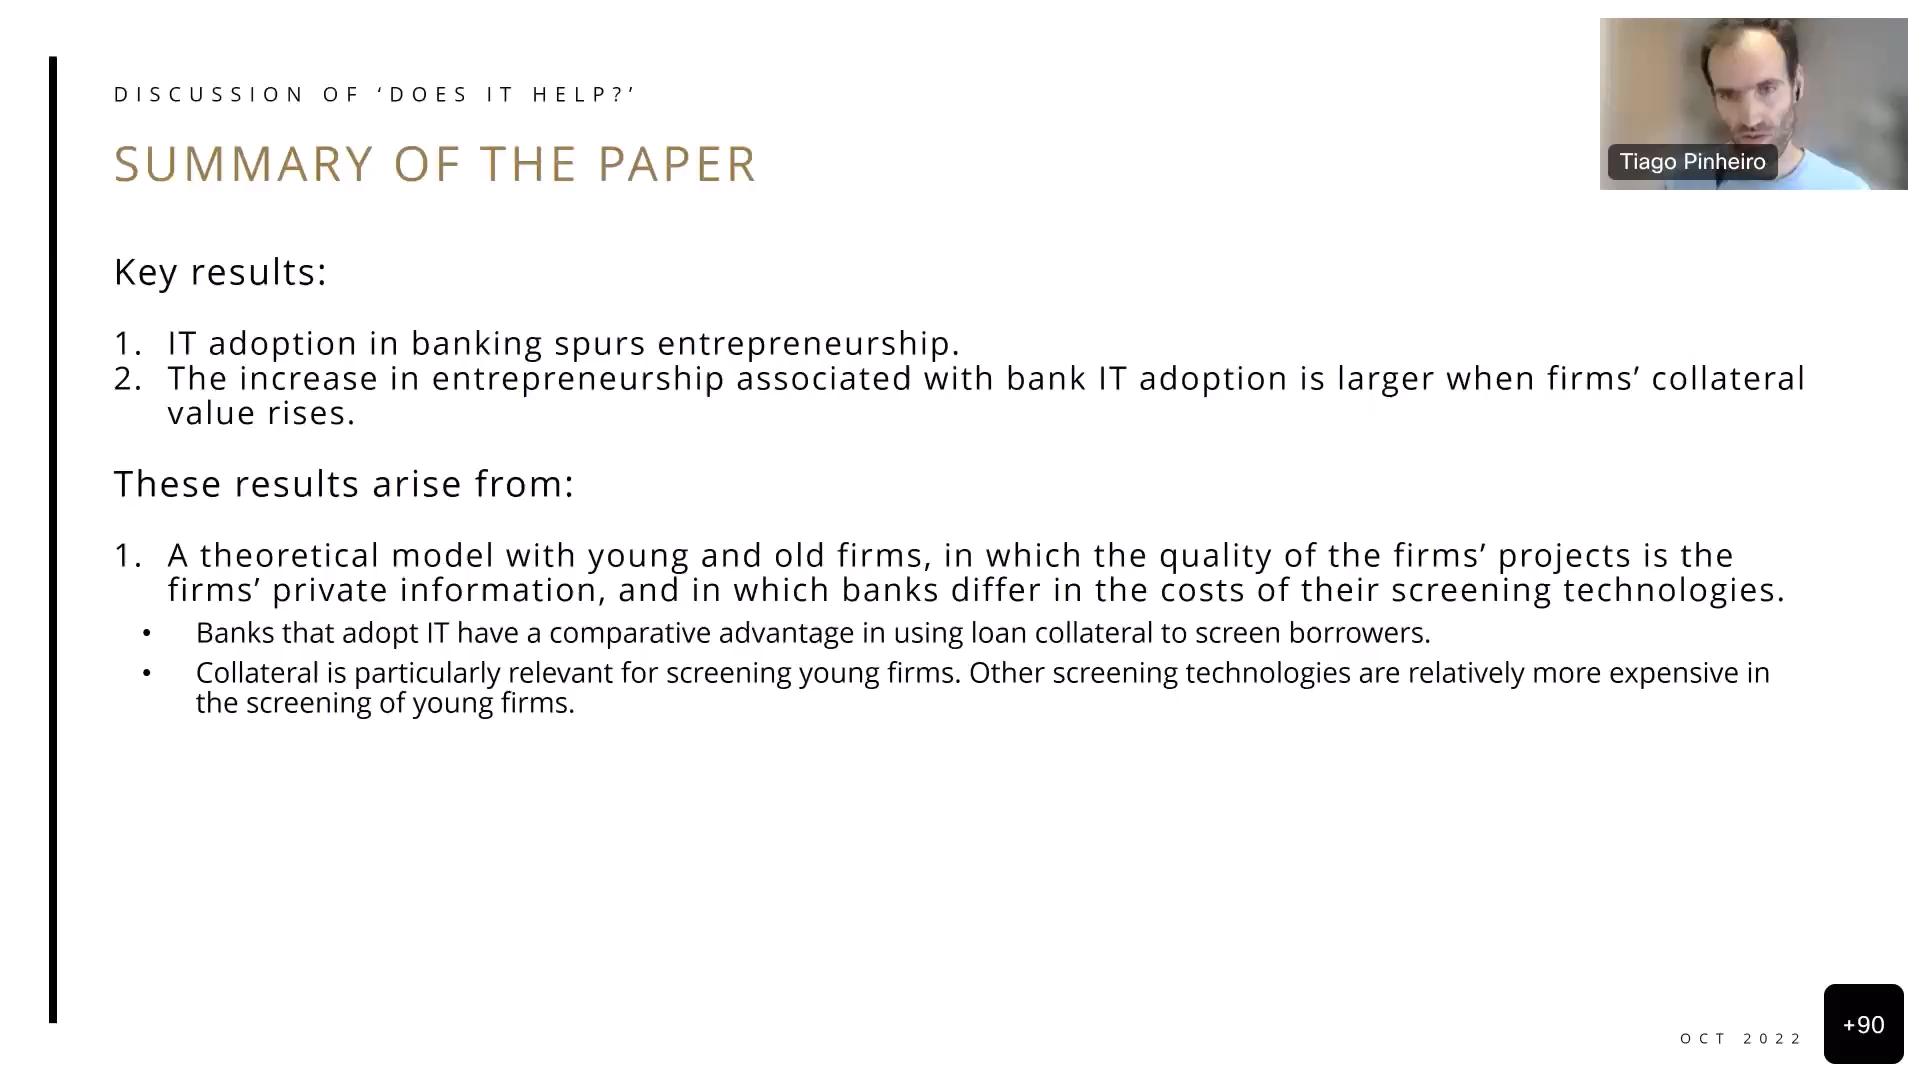 DISCUSSION OF ‘DOES IT HELP?’
SUMMARY OF THE PAPER
Tiago Pinheiro
Key results:
1. IT adoption in banking spurs entrepreneurship.
2. The increase in entrepreneurship associated with bank IT adoption is larger when firms’ collateral
value rises.
These results arise from:
1. A theoretical model with young and old firms, in which the quality of the firms’ projects is the
firms’ private information, and in which banks differ in the costs of their screening technologies.
• Banks that adopt IT have a comparative advantage in using loan collateral to screen borrowers.
• Collateral is particularly relevant for screening young firms. Other screening technologies are relatively more expensive in
the screening of young firms.
OCT 2022
+90